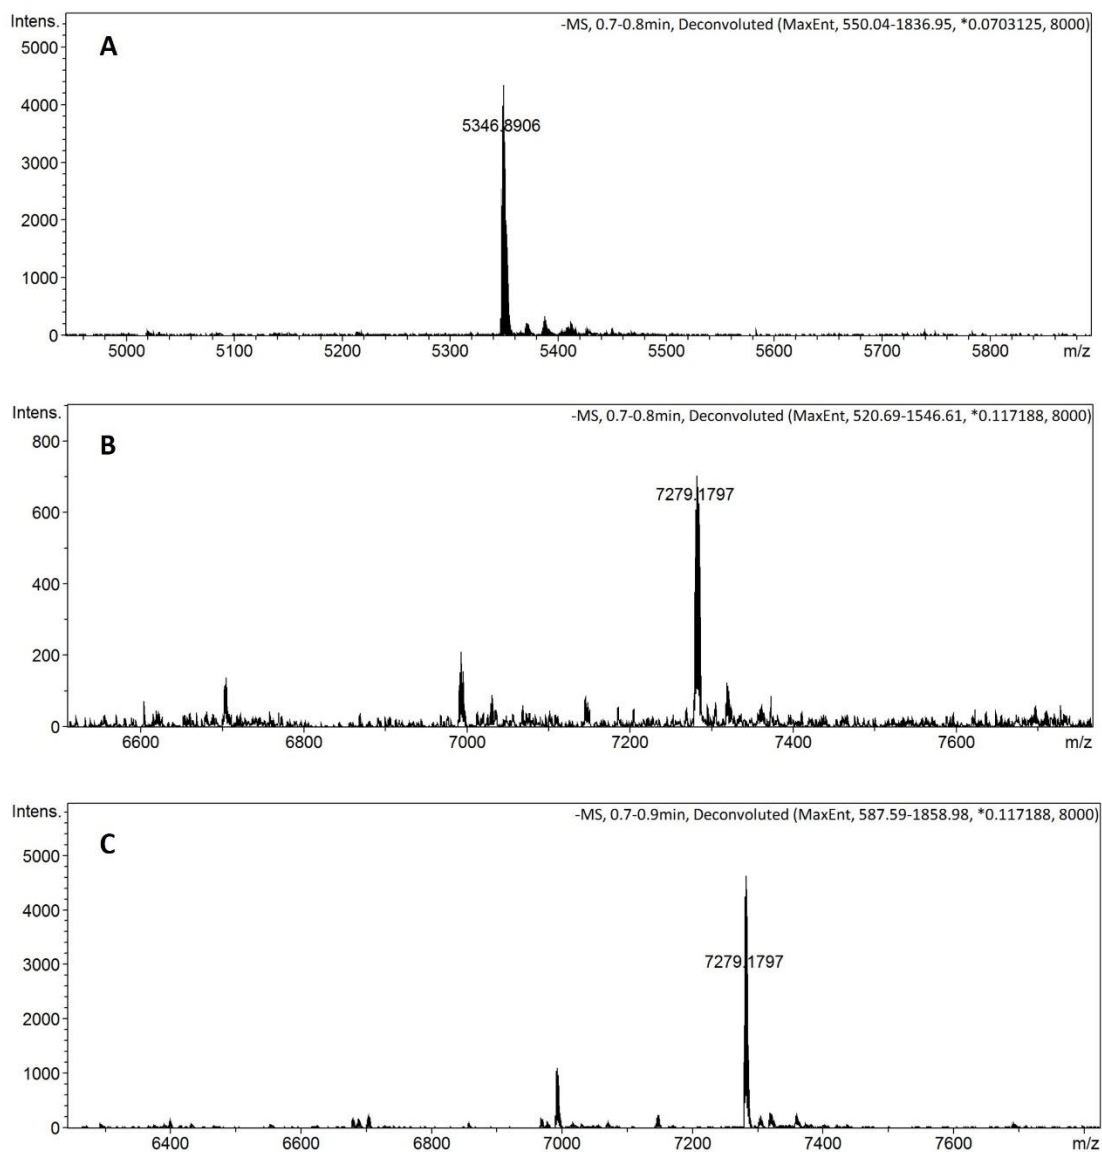 Intens.
-MS, 0.7-0.8min, Deconvoluted (MaxEnt, 550.04-1836.95, *0.0703125, 8000)
A
5000
4000
3000
2000
1000
0
5346.8906
5000 5100 5200 5300 5400 5500 5600 5700 5800 m/z
Intens.
-MS, 0.7-0.8min, Deconvoluted (MaxEnt, 520.69-1546.61, *0.117188, 8000)
B
800
600
400
200
0
7279.1797
6600 6800 7000 7200 7400 7600 m/z
Intens.
-MS, 0.7-0.9min, Deconvoluted (MaxEnt, 587.59-1858.98, *0.117188, 8000)
C
5000
4000
3000
2000
1000
0
7279.1797
6400 6600 6800 7000 7200 7400 7600 m/z